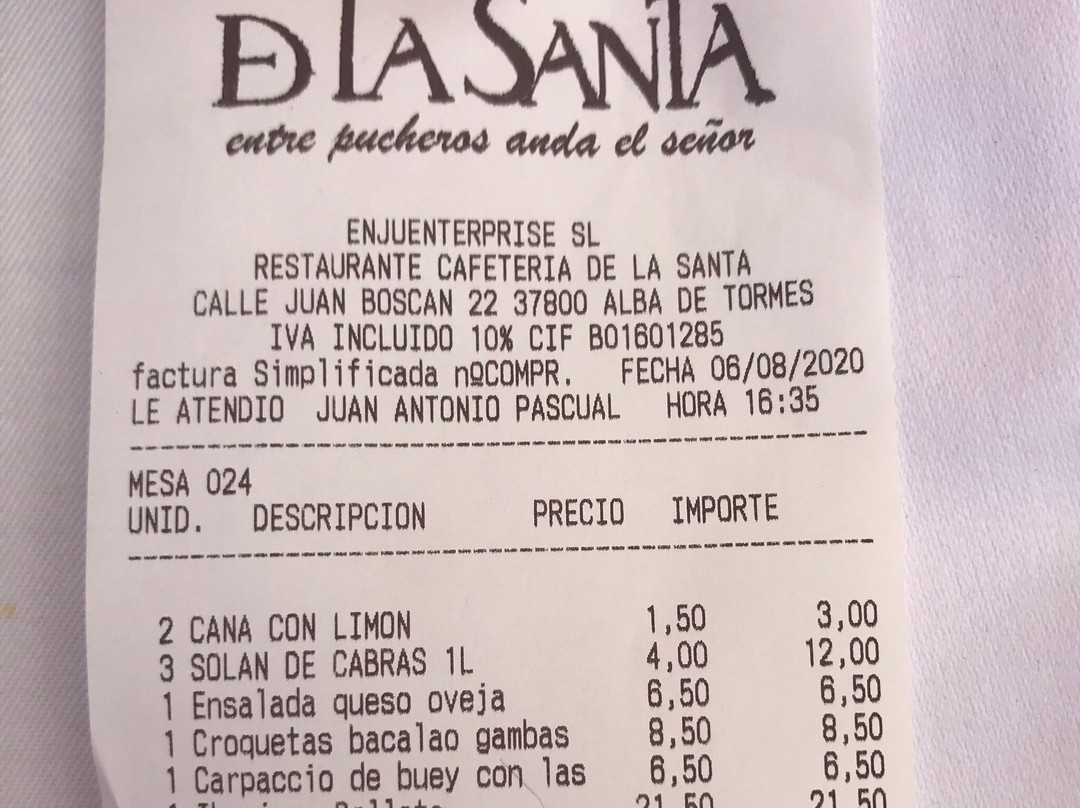 DE LA SANTA
entre pucheros anda el señor
ENJUENTERPRISE SL
RESTAURANTE CAFETERIA DE LA SANTA
CALLE JUAN BOSCAN 22 37800 ALBA DE TORMES
IVA INCLUIDO 10% CIF B01601285
factura Simplificada nºCOMPR. FECHA 06/08/2020
LE ATENDIO JUAN ANTONIO PASCUAL HORA 16:35
MESA 024
UNID. DESCRIPCION PRECIO IMPORTE
2 CANA CON LIMON 1,50 3,00
3 SOLAN DE CABRAS 1L 4,00 12,00
1 Ensalada queso oveja 6,50 6,50
1 Croquetas bacalao gambas 8,50 8,50
1 Carpaccio de buey con las 6,50 6,50
21,50 21,50